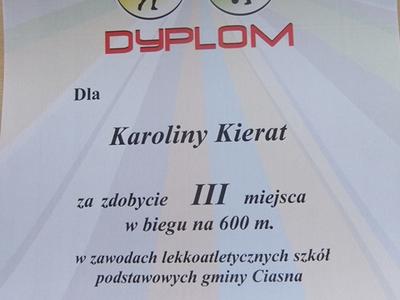 DYPLOM
Dla
Karoliny Kierat
za zdobycie III miejsca
w biegu na 600 m.
w zawodach lekkoatletycznych szkół
podstawowych gminy Ciasna